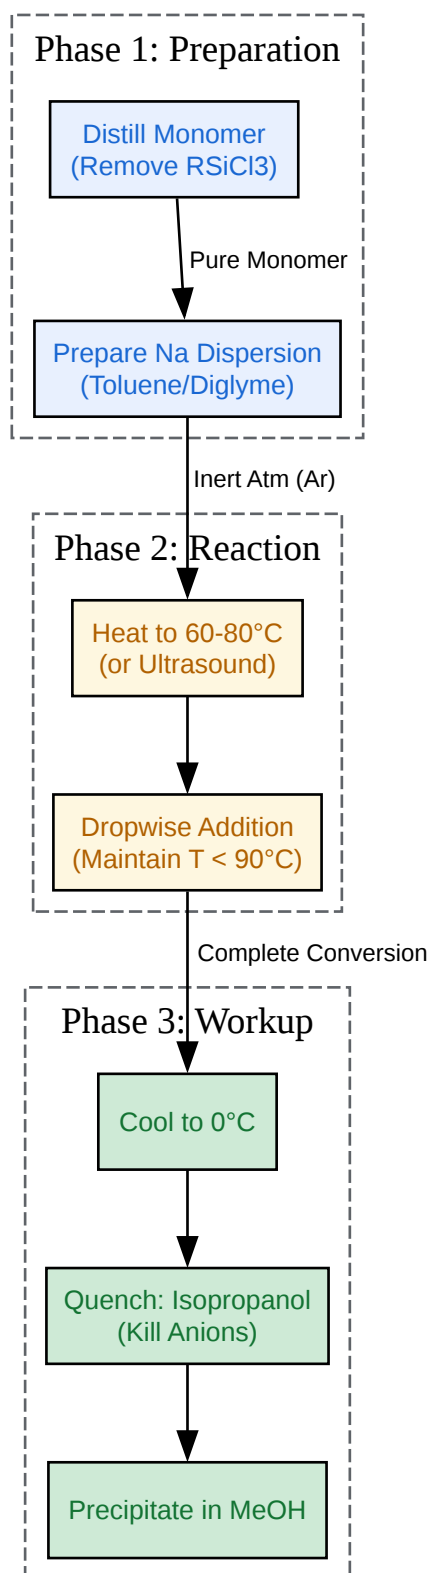 Phase 1: Preparation
Distill Monomer
(Remove RSiCl3)
Pure Monomer
Prepare Na Dispersion
(Toluene/Diglyme)
Inert Atm (Ar)
Phase 2: Reaction
Heat to 60-80°C
(or Ultrasound)
Dropwise Addition
(Maintain T < 90°C)
Complete Conversion
Phase 3: Workup
Cool to 0°C
Quench: Isopropanol
(Kill Anions)
Precipitate in MeOH